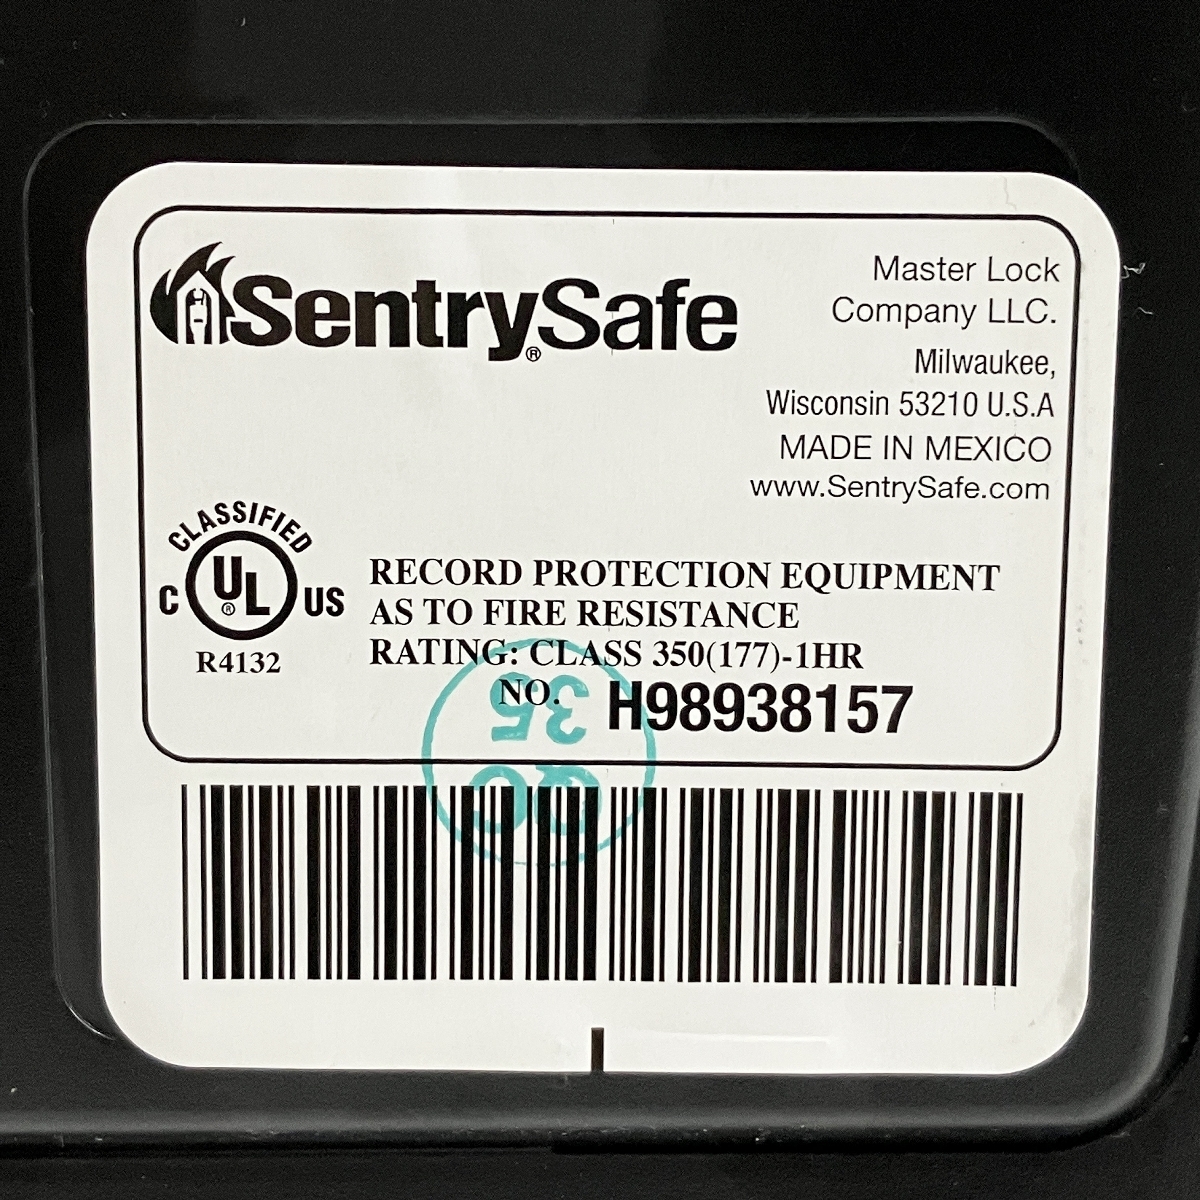 SentrySafe®
Master Lock
Company LLC.
Milwaukee,
Wisconsin 53210 U.S.A
MADE IN MEXICO
www.SentrySafe.com
CLASSIFIED
C UL® US
R4132
RECORD PROTECTION EQUIPMENT
AS TO FIRE RESISTANCE
RATING: CLASS 350(177)-1HR
NO. H98938157
QC
35